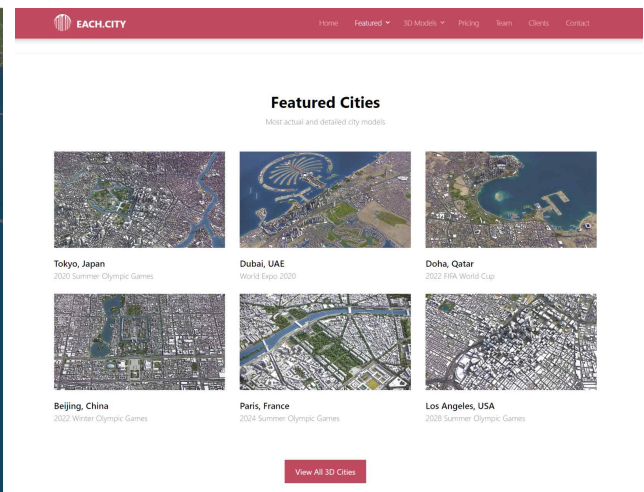 EACH.CITY
Home Featured 3D Models Pricing Team Clients Contact
Featured Cities
Most actual and detailed city models
Tokyo, Japan
2020 Summer Olympic Games
Dubai, UAE
World Expo 2020
Doha, Qatar
2022 FIFA World Cup
Beijing, China
2022 Winter Olympic Games
Paris, France
2024 Summer Olympic Games
Los Angeles, USA
2028 Summer Olympic Games
View All 3D Cities